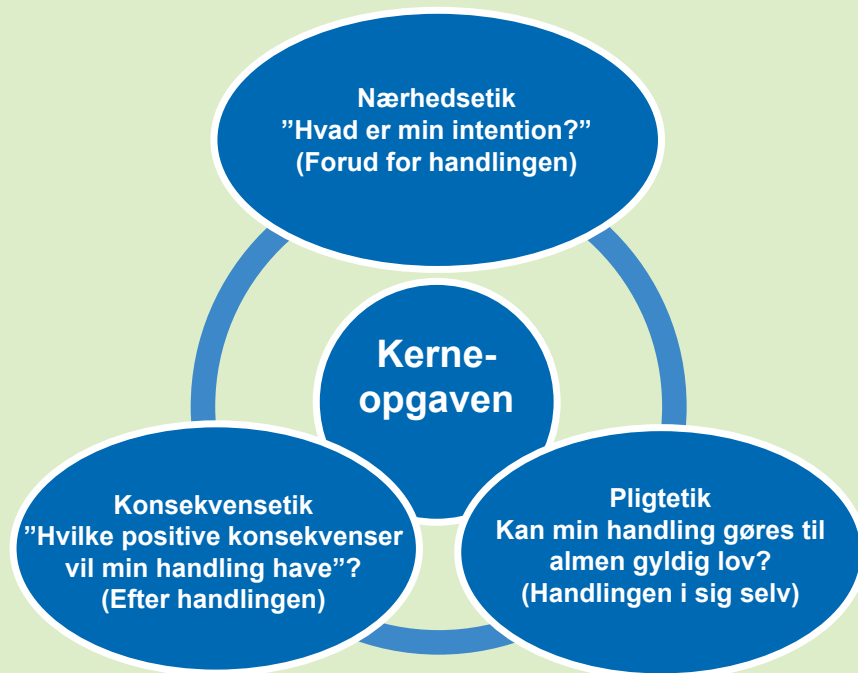 Nærhedsetik
”Hvad er min intention?”
(Forud for handlingen)
Kerne-
opgaven
Konsekvensetik
”Hvilke positive konsekvenser
vil min handling have”?
(Efter handlingen)
Pligtetik
Kan min handling gøres til
almen gyldig lov?
(Handlingen i sig selv)